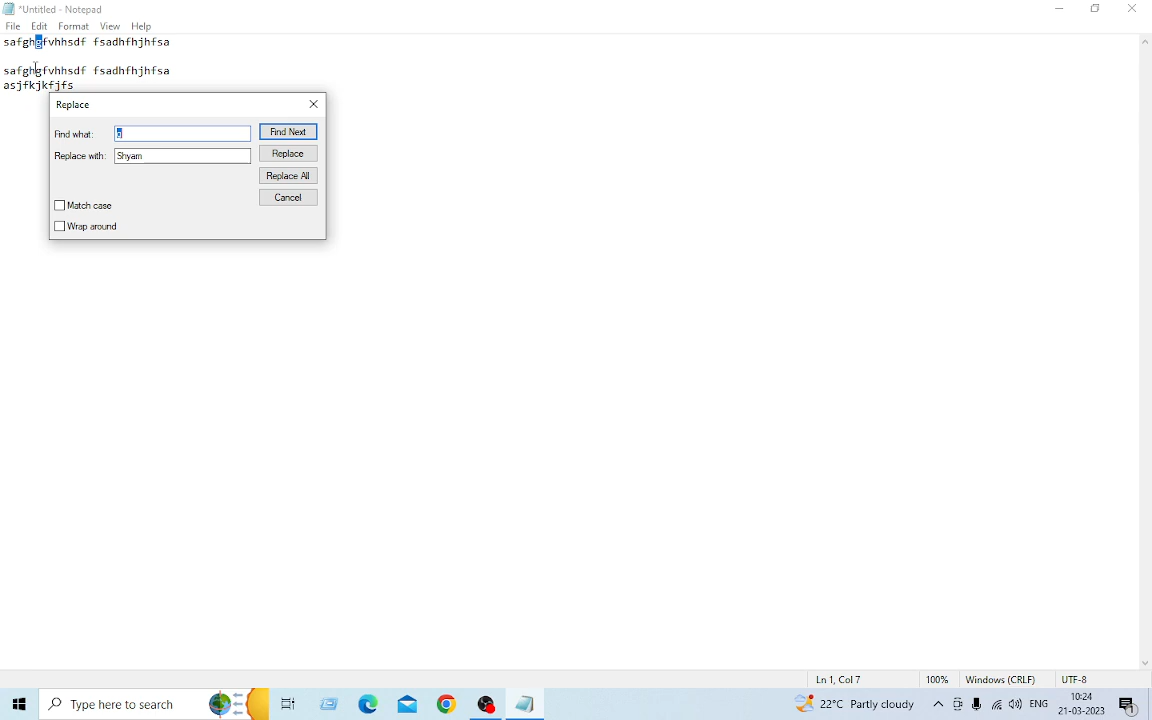 *Untitled - Notepad
File Edit Format View Help
safghgfvhhsdf fsadhfhjhfsa
safghgfvhhsdf fsadhfhjhfsa
asjfkjkfjfs
Replace
Find what: g Find Next
Replace with: Shyam Replace
Replace All
Match case Cancel
Wrap around
Ln 1, Col 7 100% Windows (CRLF) UTF-8
Type here to search 22°C Partly cloudy ENG 10:24
21-03-2023 1